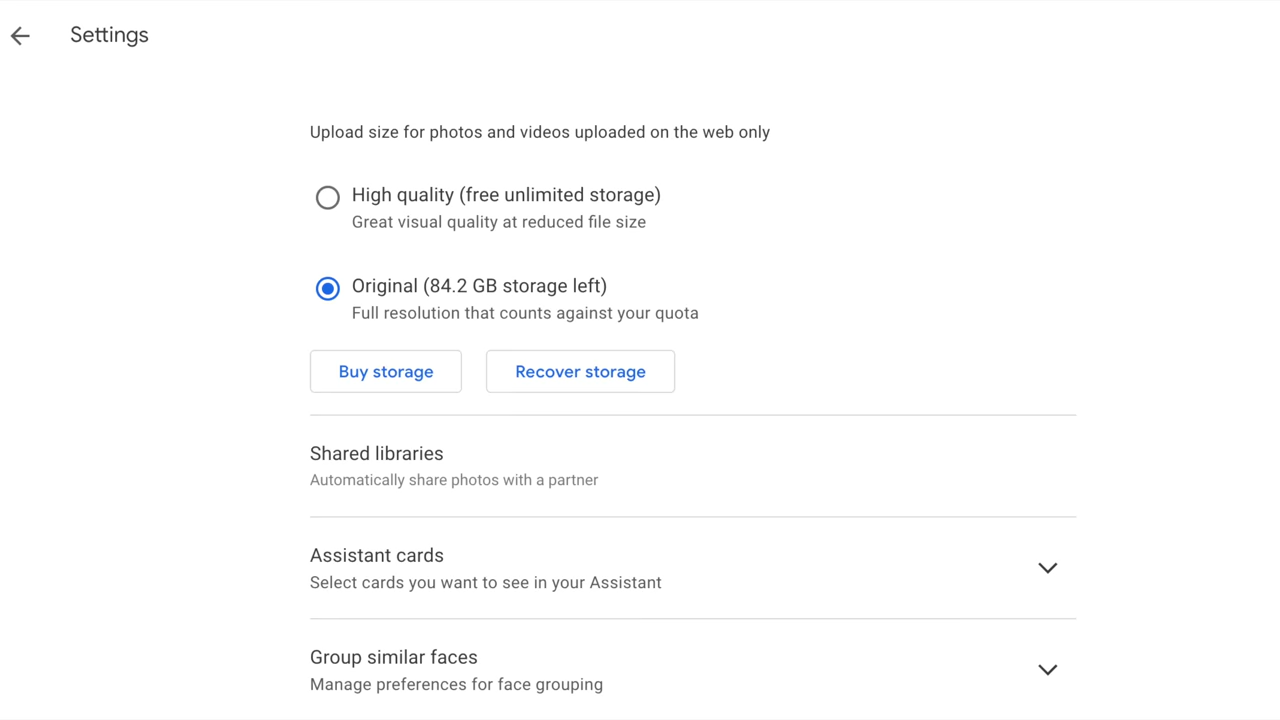 Settings
Upload size for photos and videos uploaded on the web only
High quality (free unlimited storage)
Great visual quality at reduced file size
Original (84.2 GB storage left)
Full resolution that counts against your quota
Buy storage
Recover storage
Shared libraries
Automatically share photos with a partner
Assistant cards
Select cards you want to see in your Assistant
Group similar faces
Manage preferences for face grouping